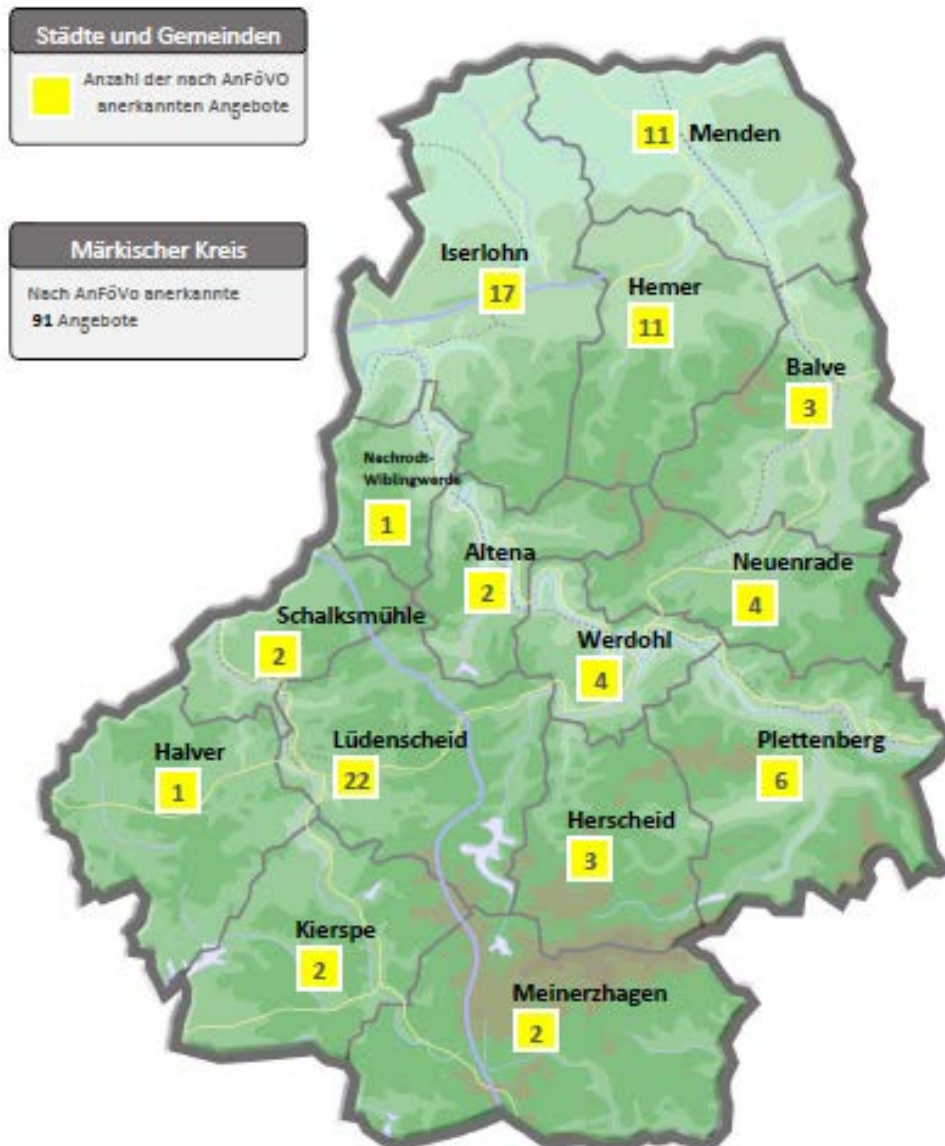 Städte und Gemeinden
Anzahl der nach AnFöVO
anerkannten Angebote
Märkischer Kreis
Nach AnFöVo anerkannte
91 Angebote
11 Menden
Iserlohn
17
Hemer
11
Balve
3
Nachrodt-
Wiblingwerde
1
Altena
2
Neuenrade
4
Schalksmühle
2
Werdohl
4
Halver
1
Lüdenscheid
22
Plettenberg
6
Herscheid
3
Kierspe
2
Meinerzhagen
2